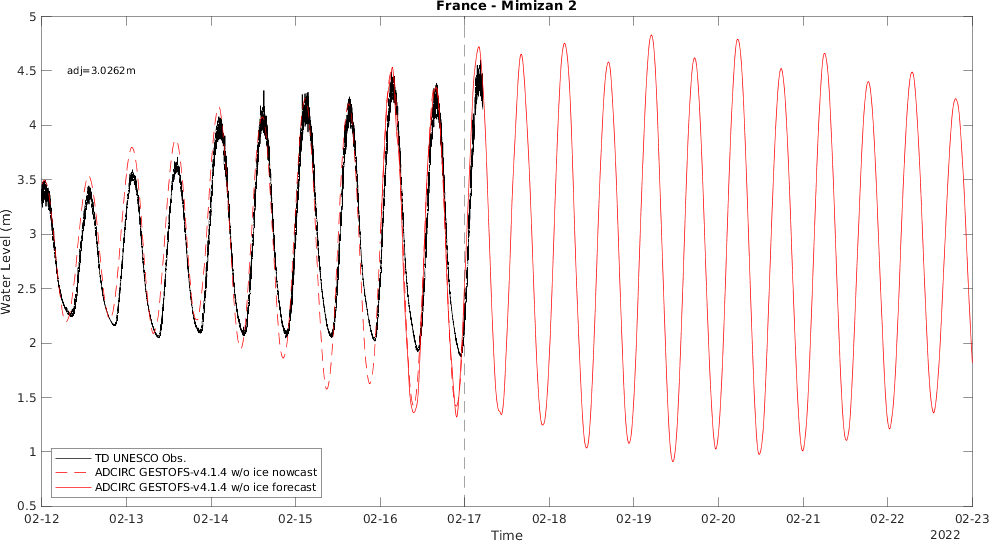 France - Mimizan 2
5
4.5
4
3.5
3
2.5
2
1.5
1
0.5
Water Level (m)
adj=3.0262m
TD UNESCO Obs.
ADCIRC GESTOFS-v4.1.4 w/o ice nowcast
ADCIRC GESTOFS-v4.1.4 w/o ice forecast
02-12 02-13 02-14 02-15 02-16 02-17 02-18 02-19 02-20 02-21 02-22 02-23
Time
2022